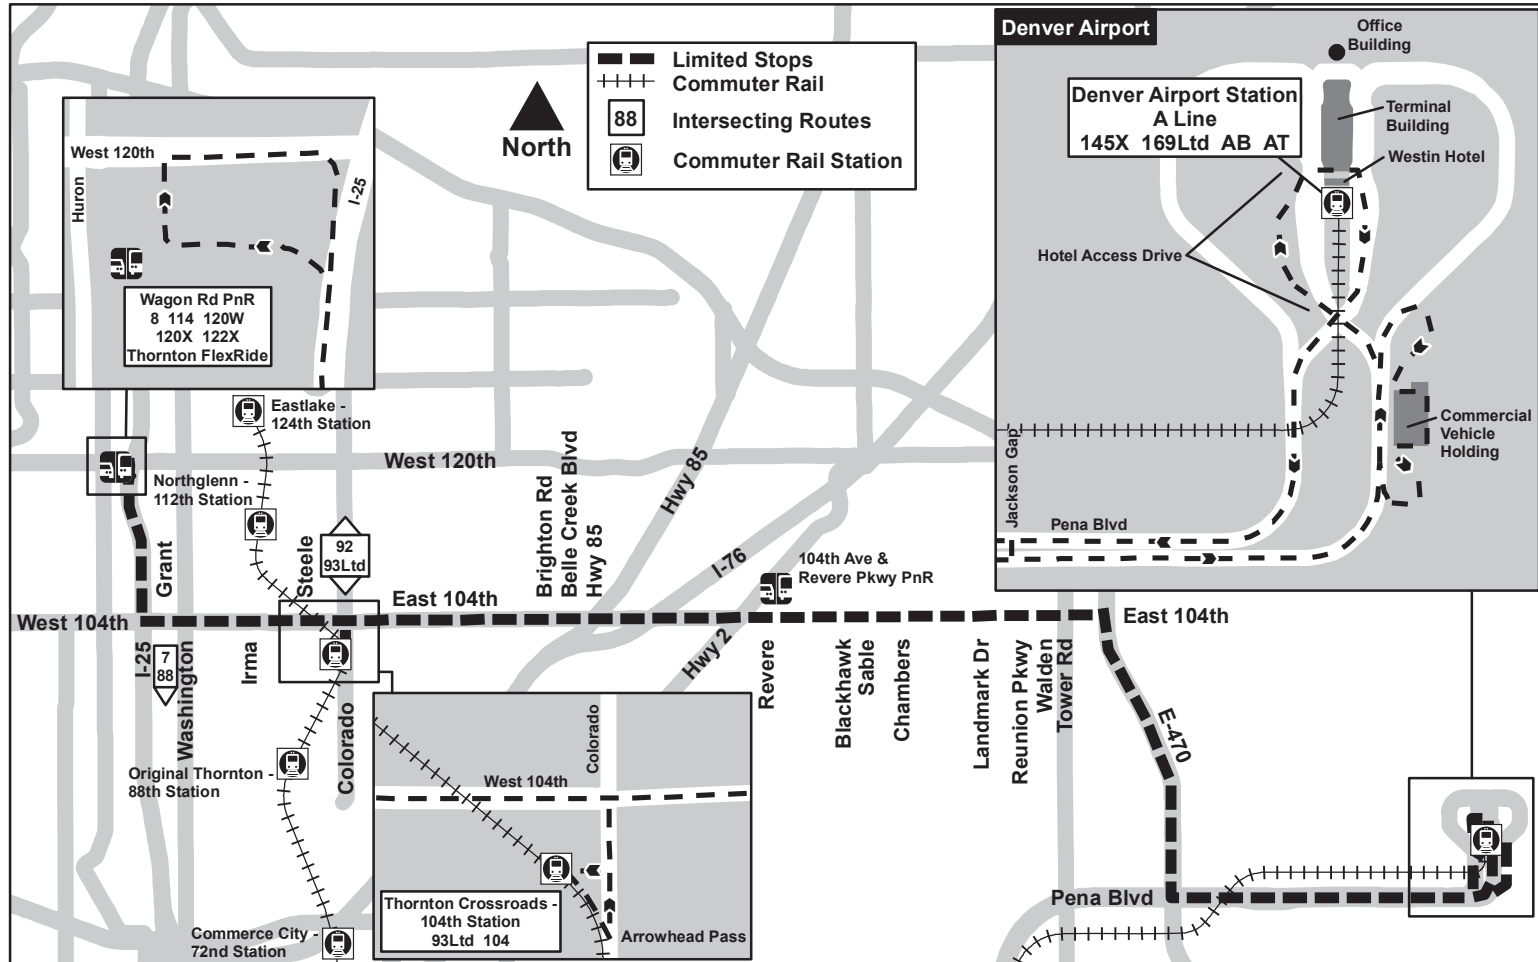 Limited Stops
Commuter Rail
88
Intersecting Routes
Commuter Rail Station
North
Denver Airport
Office
Building
Denver Airport Station
A Line
145X 169Ltd AB AT
Terminal
Building
Westin Hotel
Hotel Access Drive
Commercial
Vehicle
Holding
Jackson Gap
Pena Blvd
West 120th
Huron
I-25
Wagon Rd PnR
8 114 120W
120X 122X
Thornton FlexRide
Eastlake -
124th Station
West 120th
Northglenn -
112th Station
Grant
Steele
92
93Ltd
Brighton Rd
Belle Creek Blvd
Hwy 85
Hwy 85
I-76
104th Ave &
Revere Pkwy PnR
West 104th
East 104th
East 104th
I-25
7
88
Washington
Irma
Colorado
Hwy 2
Revere
Blackhawk
Sable
Chambers
Landmark Dr
Reunion Pkwy
Walden
Tower Rd
E-470
Original Thornton -
88th Station
Commerce City -
72nd Station
Colorado
West 104th
Thornton Crossroads -
104th Station
93Ltd 104
Arrowhead Pass
Pena Blvd